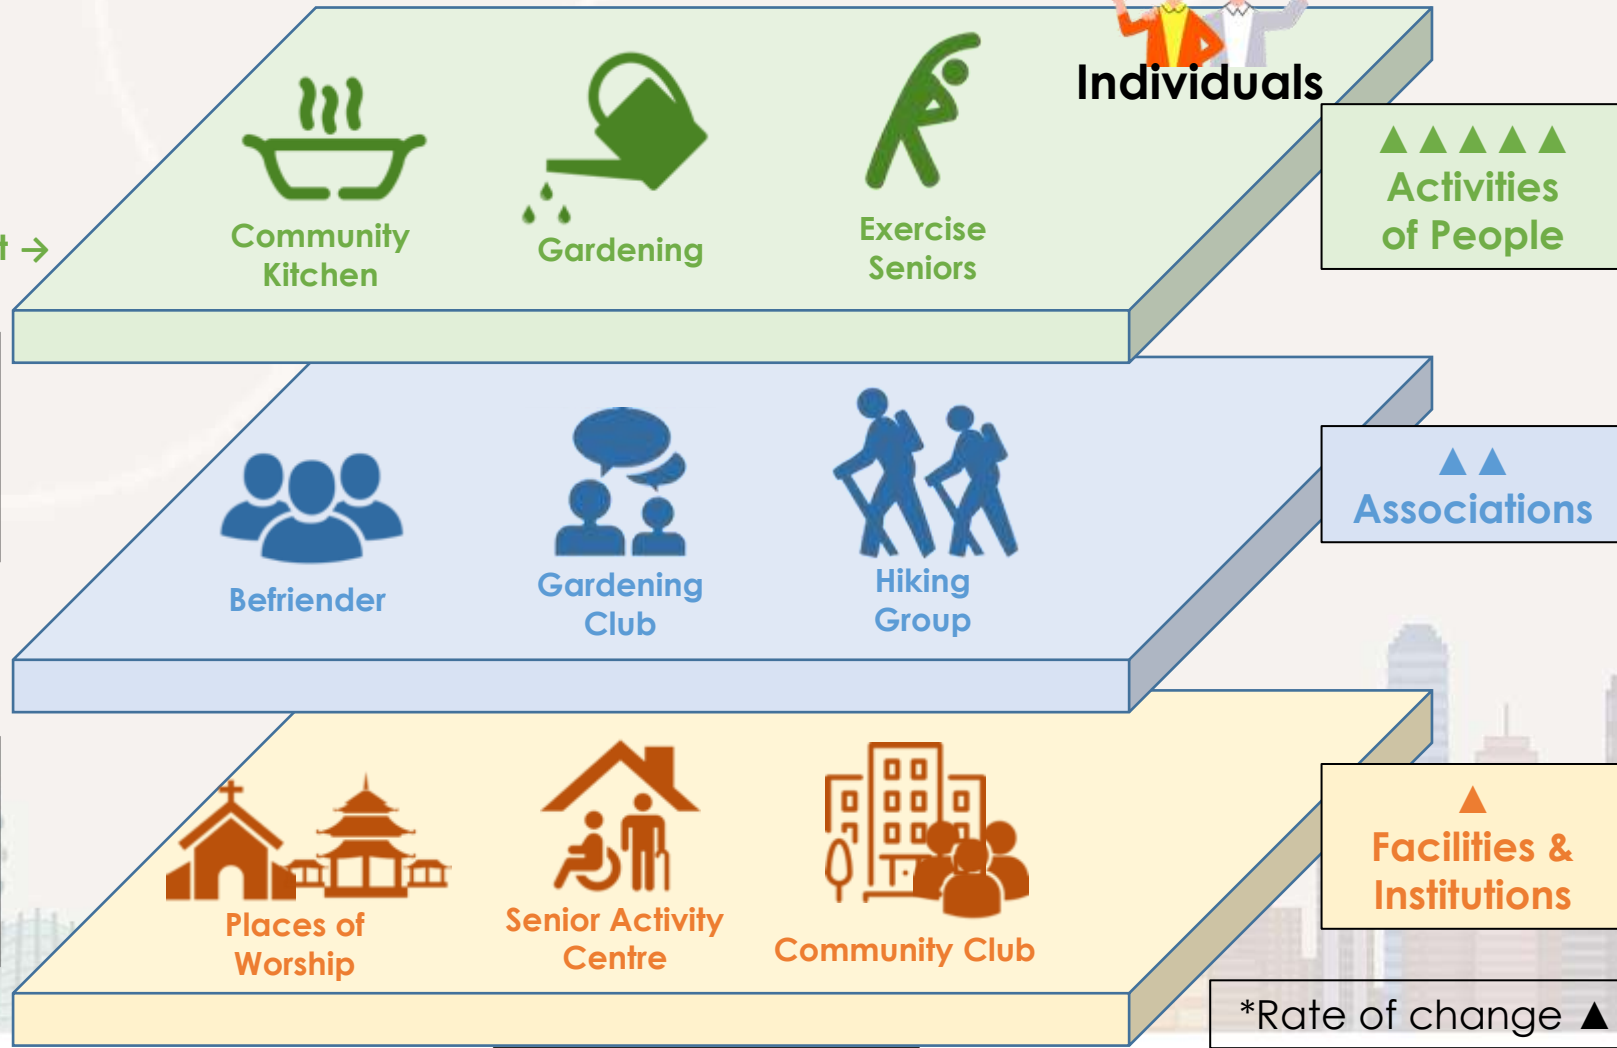 Individuals
▲▲▲▲▲
Activities
of People
Community
Kitchen
Gardening
Exercise
Seniors
t →
▲▲
Associations
Befriender
Gardening
Club
Hiking
Group
▲
Facilities &
Institutions
Places of
Worship
Senior Activity
Centre
Community Club
*Rate of change ▲